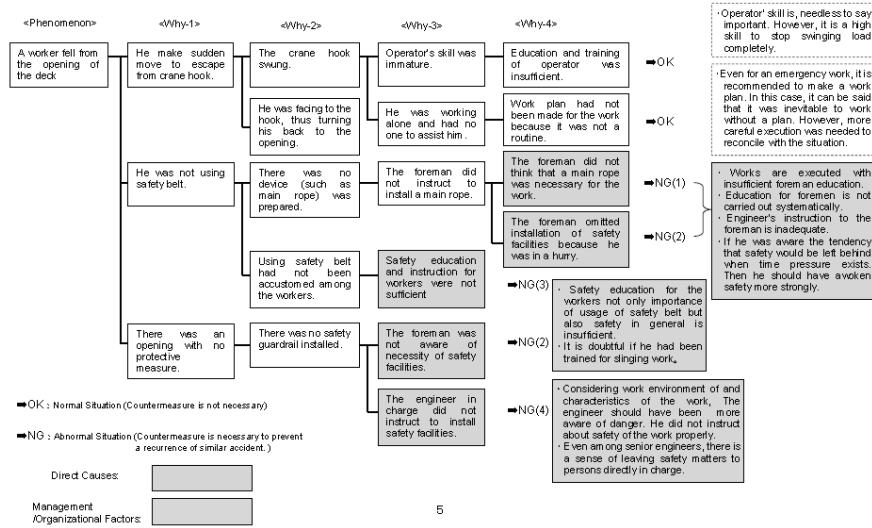 <Phenomenon>
<Why-1>
<Why-2>
<Why-3>
<Why-4>
A worker fell from
the opening of
the deck
He make sudden
move to escape
from crane hook.
The crane hook
swung.
Operator's skill was
immature.
Education and training
of operator was
insufficient.
➡OK
· Operator' skill is, needless to say
important. However, it is a high
skill to stop swinging load
completely.
He was facing to the
hook, thus turning
his back to the
opening.
He was working
alone and had no
one to assist him.
Work plan had not
been made for the work
because it was not a
routine.
➡OK
· Even for an emergency work, it is
recommended to make a work
plan. In this case, it can be said
that it was inevitable to work
without a plan. However, more
careful execution was needed to
reconcile with the situation.
He was not using
safety belt.
There was no
device (such as
main rope) was
prepared.
The foreman did
not instruct to
install a main rope.
The foreman did not
think that a main rope
was necessary for the
work.
➡NG(1)
The foreman omitted
installation of safety
facilities because he
was in a hurry.
➡NG(2)
· Works are executed with
insufficient foreman education.
· Education for foremen is not
carried out systematically.
· Engineer's instruction to the
foreman is inadequate.
· If he was aware the tendency
that safety would be left behind
when time pressure exists.
Then he should have awoken
safety more strongly.
Using safety belt
had not been
accustomed among
the workers.
Safety education
and instruction for
workers were not
sufficient
➡NG(3)
· Safety education for the
workers not only importance
of usage of safety belt but
also safety in general is
insufficient.
· It is doubtful if he had been
trained for slinging work.
There was an
opening with no
protective
measure.
There was no safety
guardrail installed.
The foreman was
not aware of
necessity of safety
facilities.
➡NG(2)
The engineer in
charge did not
instruct to install
safety facilities.
➡NG(4)
· Considering work environment of and
characteristics of the work, The
engineer should have been more
aware of danger. He did not instruct
about safety of the work properly.
· Even among senior engineers, there is
a sense of leaving safety matters to
persons directly in charge.
➡OK : Normal Situation (Countermeasure is not necessary)
➡NG : Abnormal Situation (Countermeasure is necessary to prevent
a recurrence of similar accident. )
Direct Causes:
Management
/Organizational Factors:
5